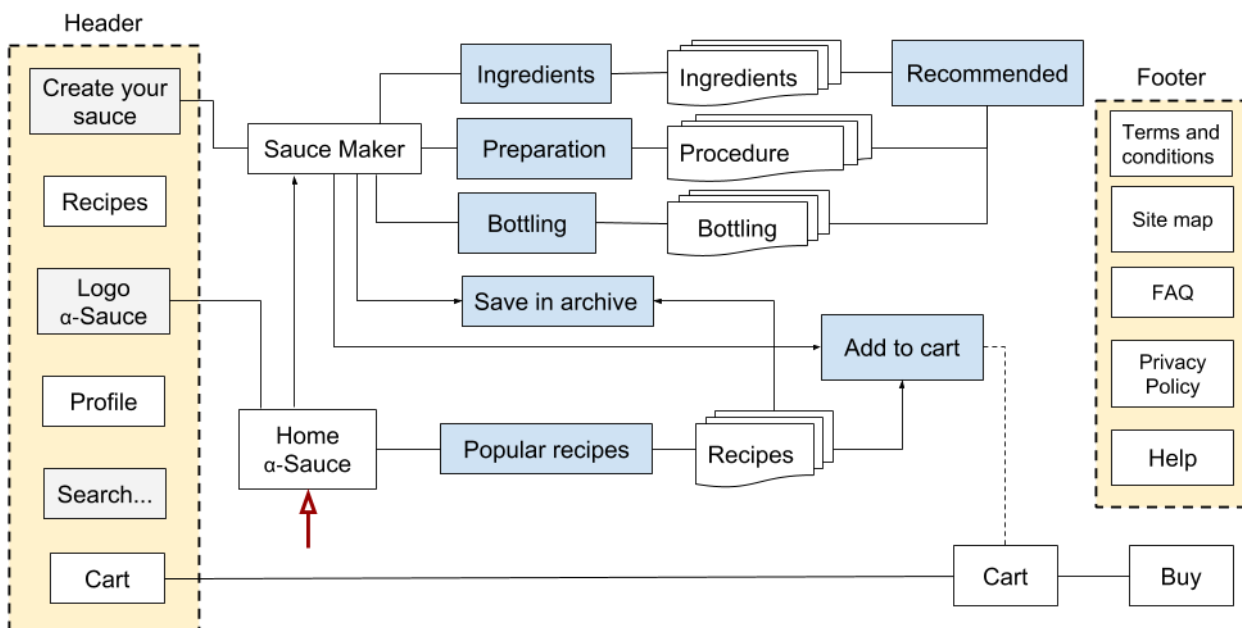 Header
Create your
sauce
Recipes
Logo
α-Sauce
Profile
Search...
Cart
Sauce Maker
Home
α-Sauce
Ingredients
Ingredients
Recommended
Preparation
Procedure
Bottling
Bottling
Save in archive
Add to cart
Popular recipes
Recipes
Cart
Buy
Footer
Terms and
conditions
Site map
FAQ
Privacy
Policy
Help